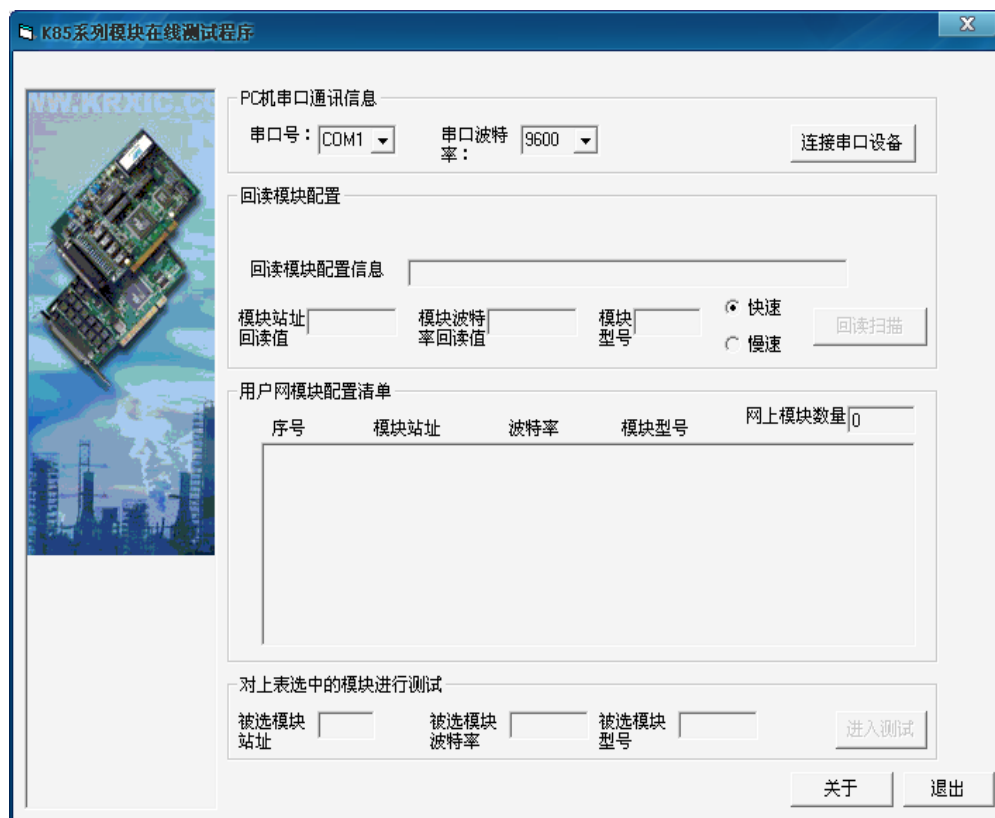 K85系列模块在线测试程序
WW.KRXIC.CO
PC机串口通讯信息
串口号：
COM1
串口波特
率：
9600
连接串口设备
回读模块配置
回读模块配置信息
模块站址
回读值
模块波特
率回读值
模块
型号
快速
慢速
回读扫描
用户网模块配置清单
序号 模块站址 波特率 模块型号 网上模块数量 0
对上表选中的模块进行测试
被选模块
站址
被选模块
波特率
被选模块
型号
进入测试
关于
退出